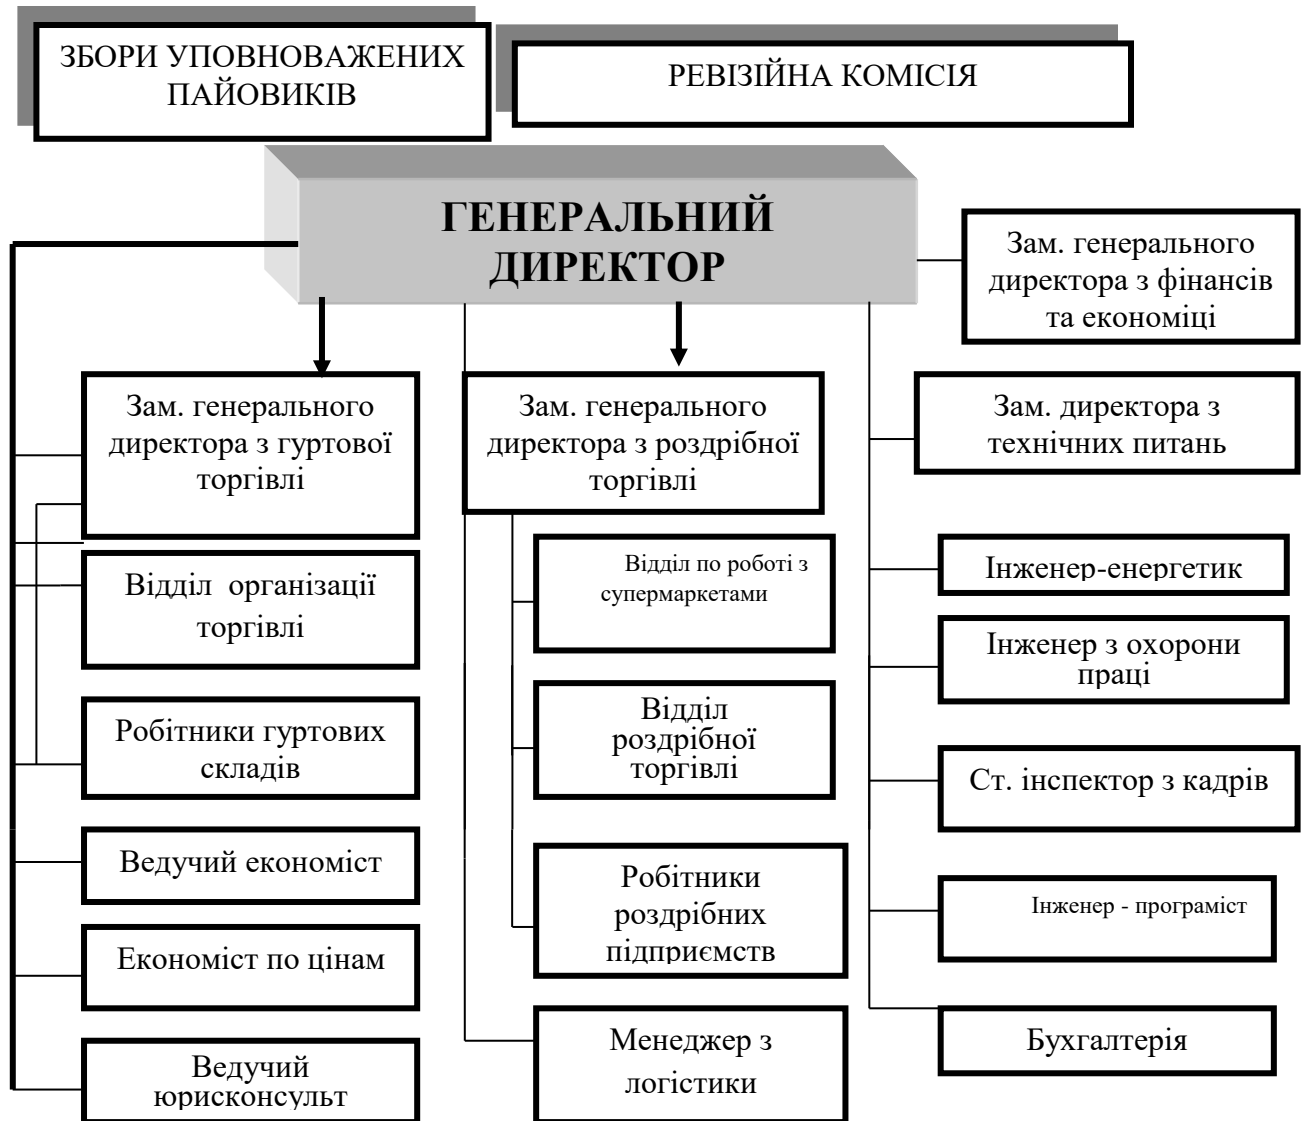 ЗБОРИ УПОВНОВАЖЕНИХ
ПАЙОВИКІВ
РЕВІЗІЙНА КОМІСІЯ
ГЕНЕРАЛЬНИЙ
ДИРЕКТОР
Зам. генерального
директора з фінансів
та економіці
Зам. генерального
директора з гуртової
торгівлі
Зам. генерального
директора з роздрібної
торгівлі
Зам. директора з
технічних питань
Відділ організації
торгівлі
Робітники гуртових
складів
Ведучий економіст
Економіст по цінам
Ведучий
юрисконсульт
Відділ по роботі з
супермаркетами
Відділ
роздрібної
торгівлі
Робітники
роздрібних
підприємств
Менеджер з
логістики
Інженер-енергетик
Інженер з охорони
праці
Ст. інспектор з кадрів
Інженер - програміст
Бухгалтерія